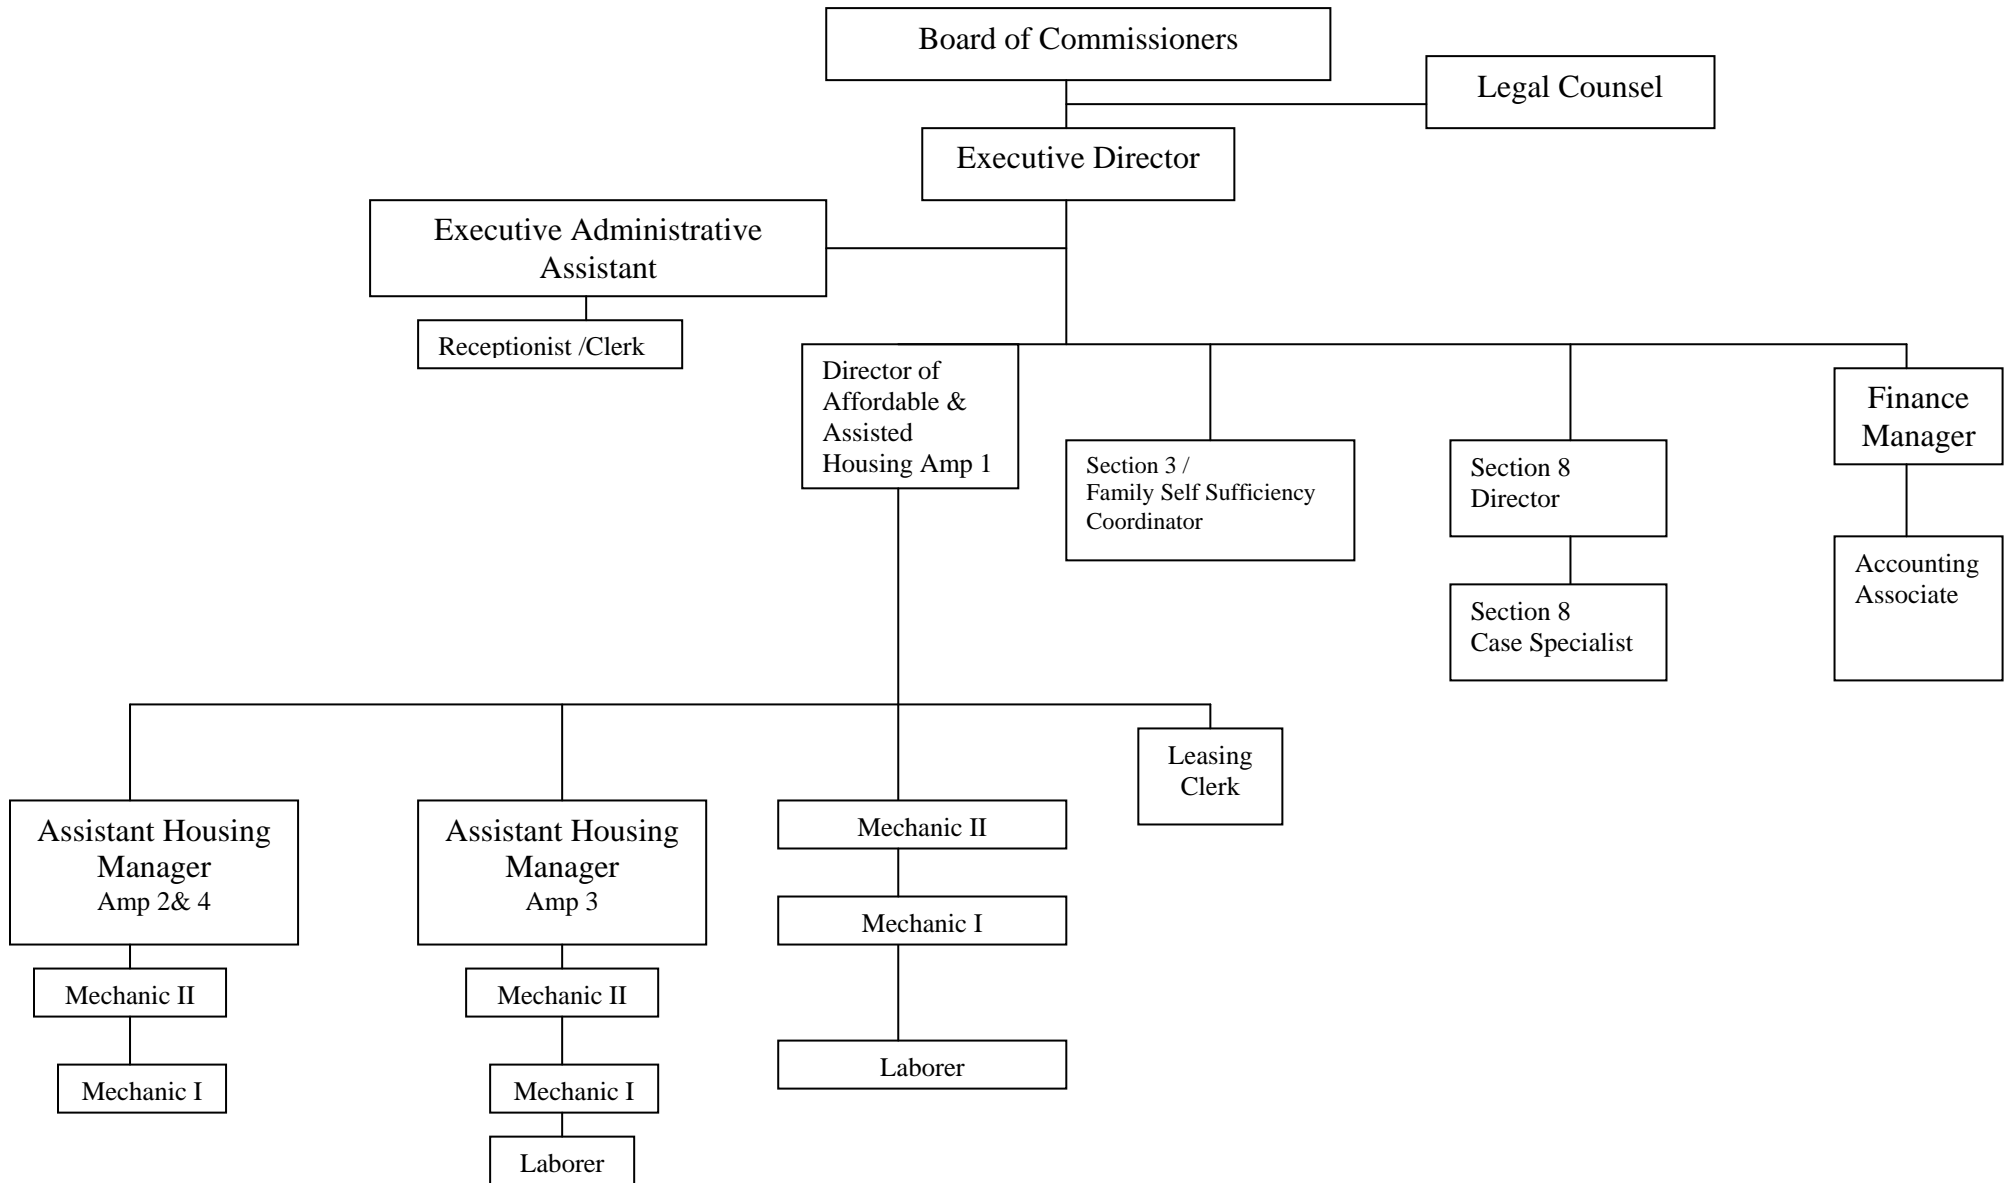 Board of Commissioners
Legal Counsel
Executive Director
Executive Administrative
Assistant
Receptionist /Clerk
Director of
Affordable &
Assisted
Housing Amp 1
Section 3 /
Family Self Sufficiency
Coordinator
Section 8
Director
Finance
Manager
Section 8
Case Specialist
Accounting
Associate
Leasing
Clerk
Assistant Housing
Manager
Amp 2& 4
Assistant Housing
Manager
Amp 3
Mechanic II
Mechanic I
Laborer
Mechanic II
Mechanic I
Mechanic II
Mechanic I
Laborer